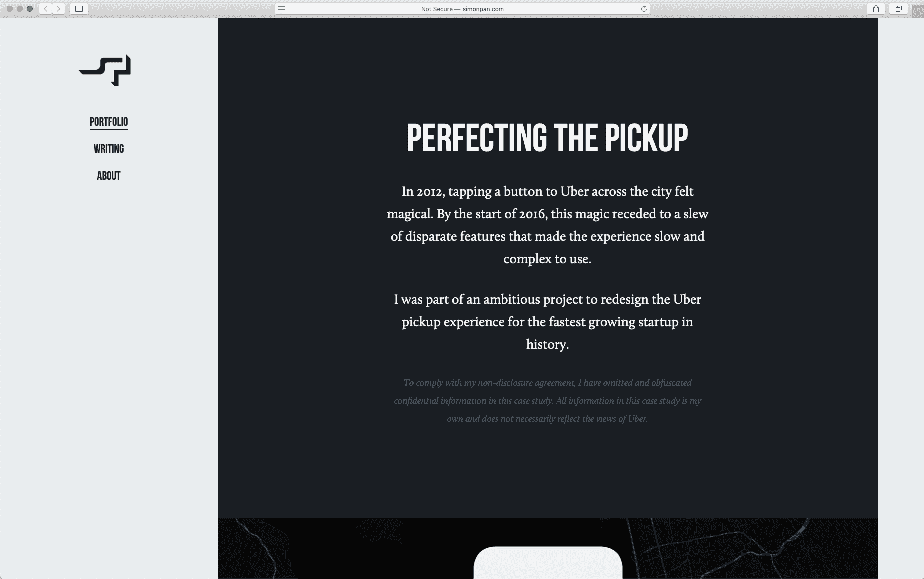 Not Secure — simonpan.com
PORTFOLIO
WRITING
ABOUT
PERFECTING THE PICKUP
In 2012, tapping a button to Uber across the city felt
magical. By the start of 2016, this magic receded to a slew
of disparate features that made the experience slow and
complex to use.
I was part of an ambitious project to redesign the Uber
pickup experience for the fastest growing startup in
history.
To comply with my non-disclosure agreement, I have omitted and obfuscated
confidential information in this case study. All information in this case study is my
own and does not necessarily reflect the views of Uber.